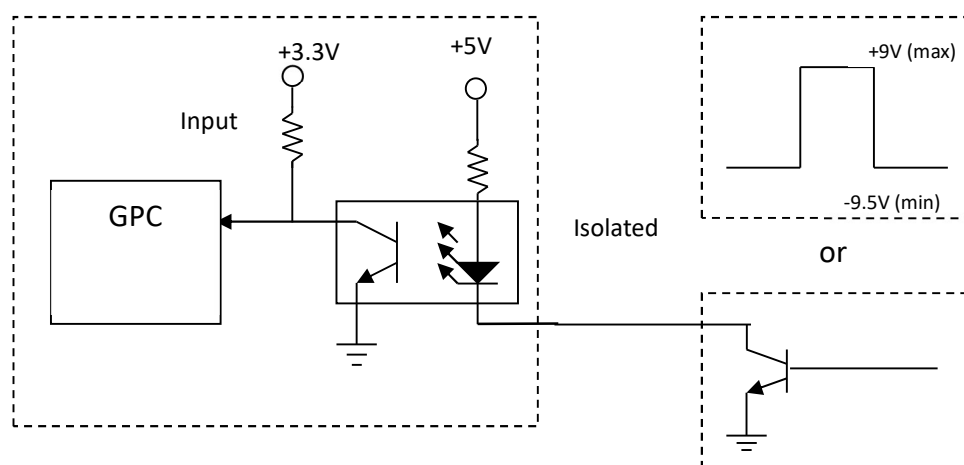 +3.3V
+5V
Input
GPC
Isolated
+9V (max)
-9.5V (min)
or